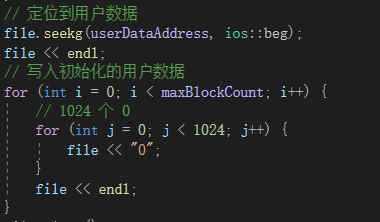 // 定位到用户数据
file.seekg(userDataAddress, ios::beg);
file << endl;
// 写入初始化的用户数据
for (int i = 0; i < maxBlockCount; i++) {
// 1024 个 0
for (int j = 0; j < 1024; j++) {
file << "0";
}
file << endl;
}